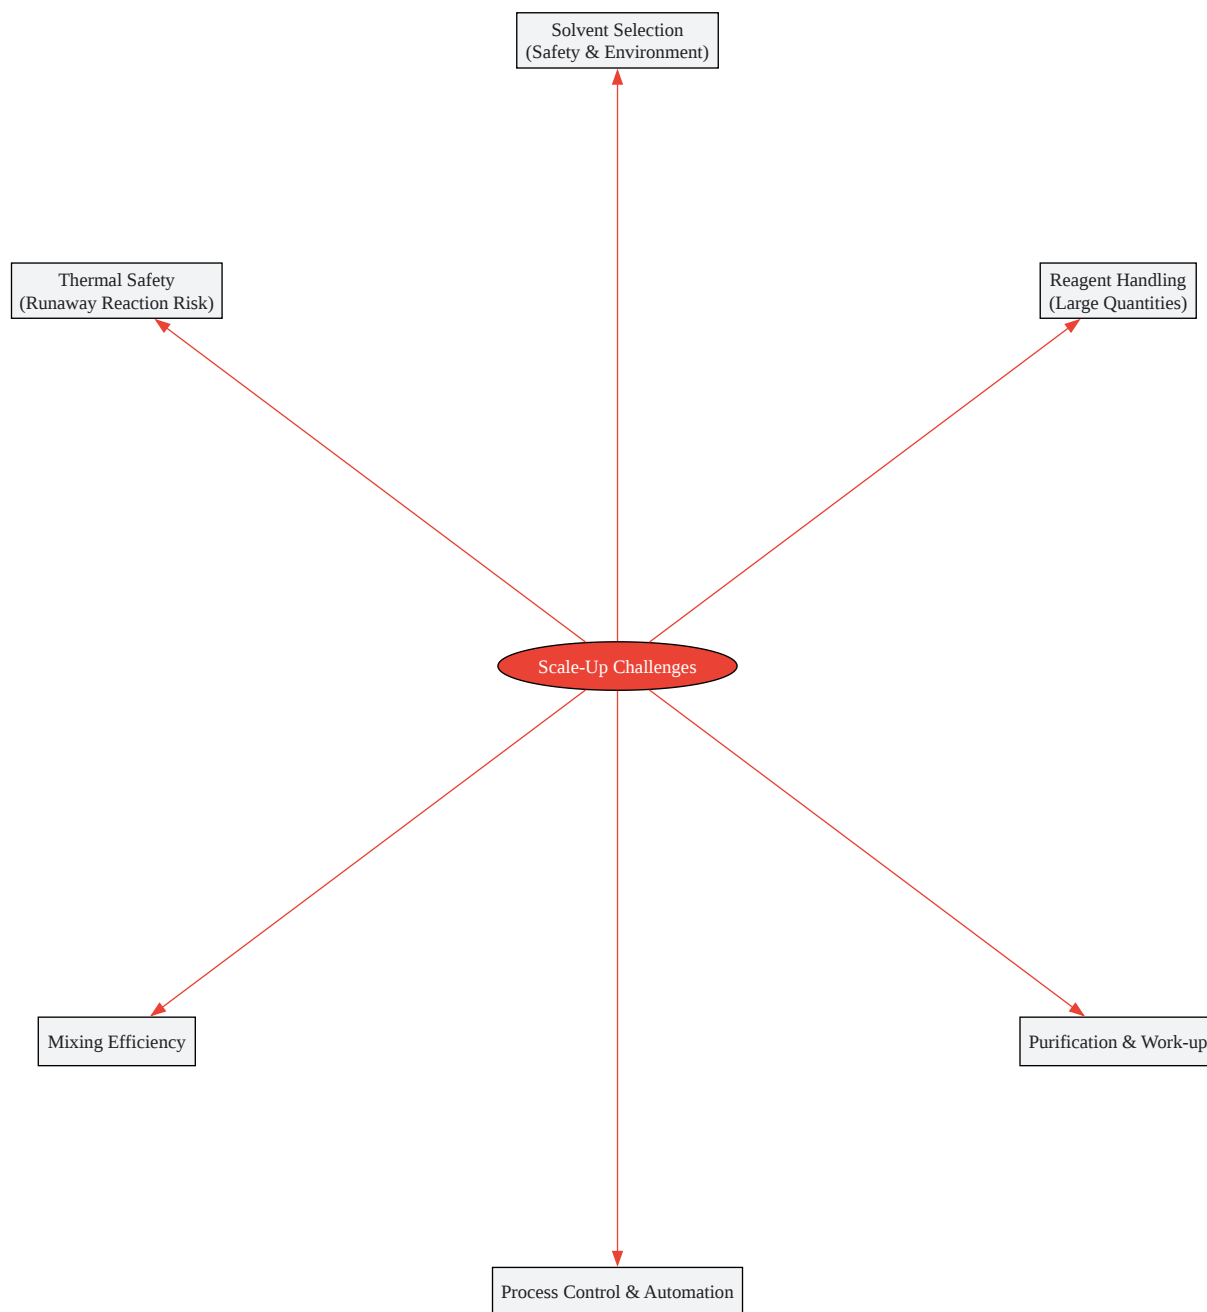 Solvent Selection
(Safety & Environment)
Thermal Safety
(Runaway Reaction Risk)
Reagent Handling
(Large Quantities)
Scale-Up Challenges
Mixing Efficiency
Purification & Work-up
Process Control & Automation